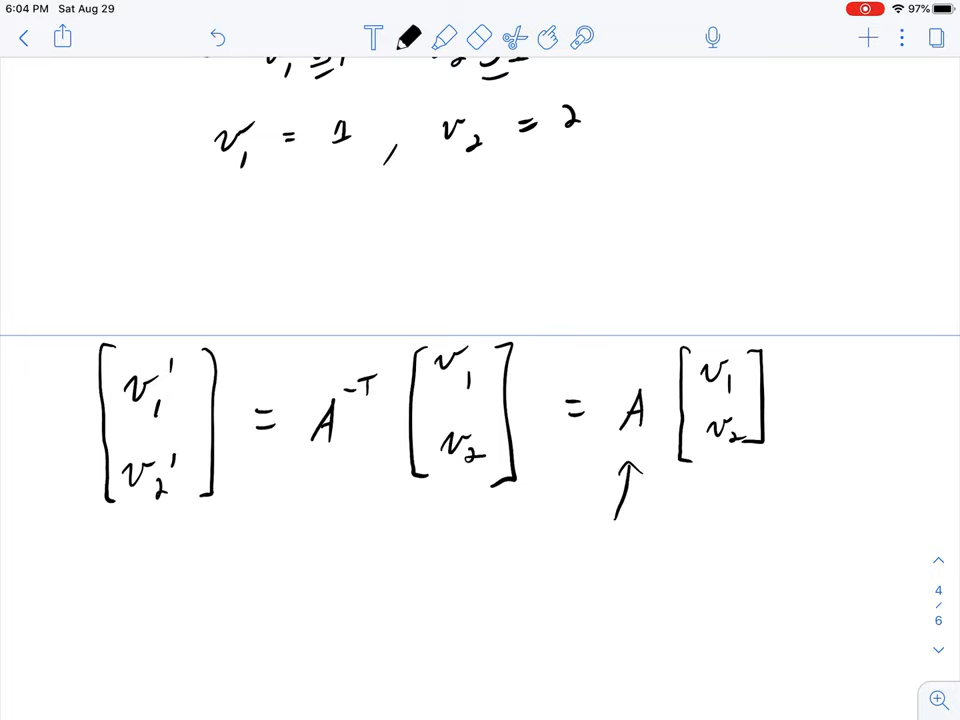 6:04 PM Sat Aug 29 97%
v₁ = 1 , v₂ = 2
[v₁' v₂'] = A⁻ᵀ [v₁ v₂] = A [v₁ v₂]
4
/
6